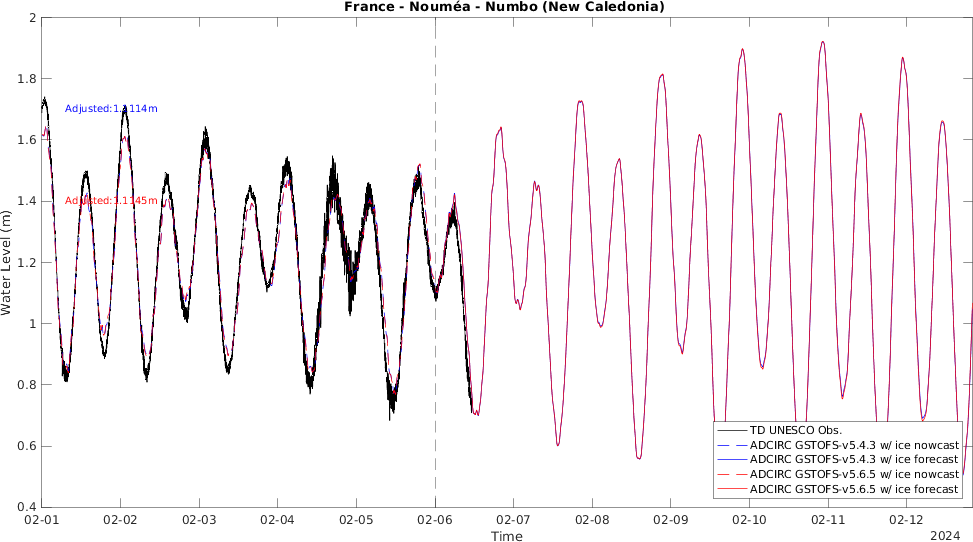 France - Nouméa - Numbo (New Caledonia)
2
1.8
1.6
1.4
1.2
1
0.8
0.6
0.4
Water Level (m)
Adjusted:1.1114m
Adjusted:1.1145m
TD UNESCO Obs.
ADCIRC GSTOFS-v5.4.3 w/ ice nowcast
ADCIRC GSTOFS-v5.4.3 w/ ice forecast
ADCIRC GSTOFS-v5.6.5 w/ ice nowcast
ADCIRC GSTOFS-v5.6.5 w/ ice forecast
02-01 02-02 02-03 02-04 02-05 02-06 02-07 02-08 02-09 02-10 02-11 02-12
Time
2024